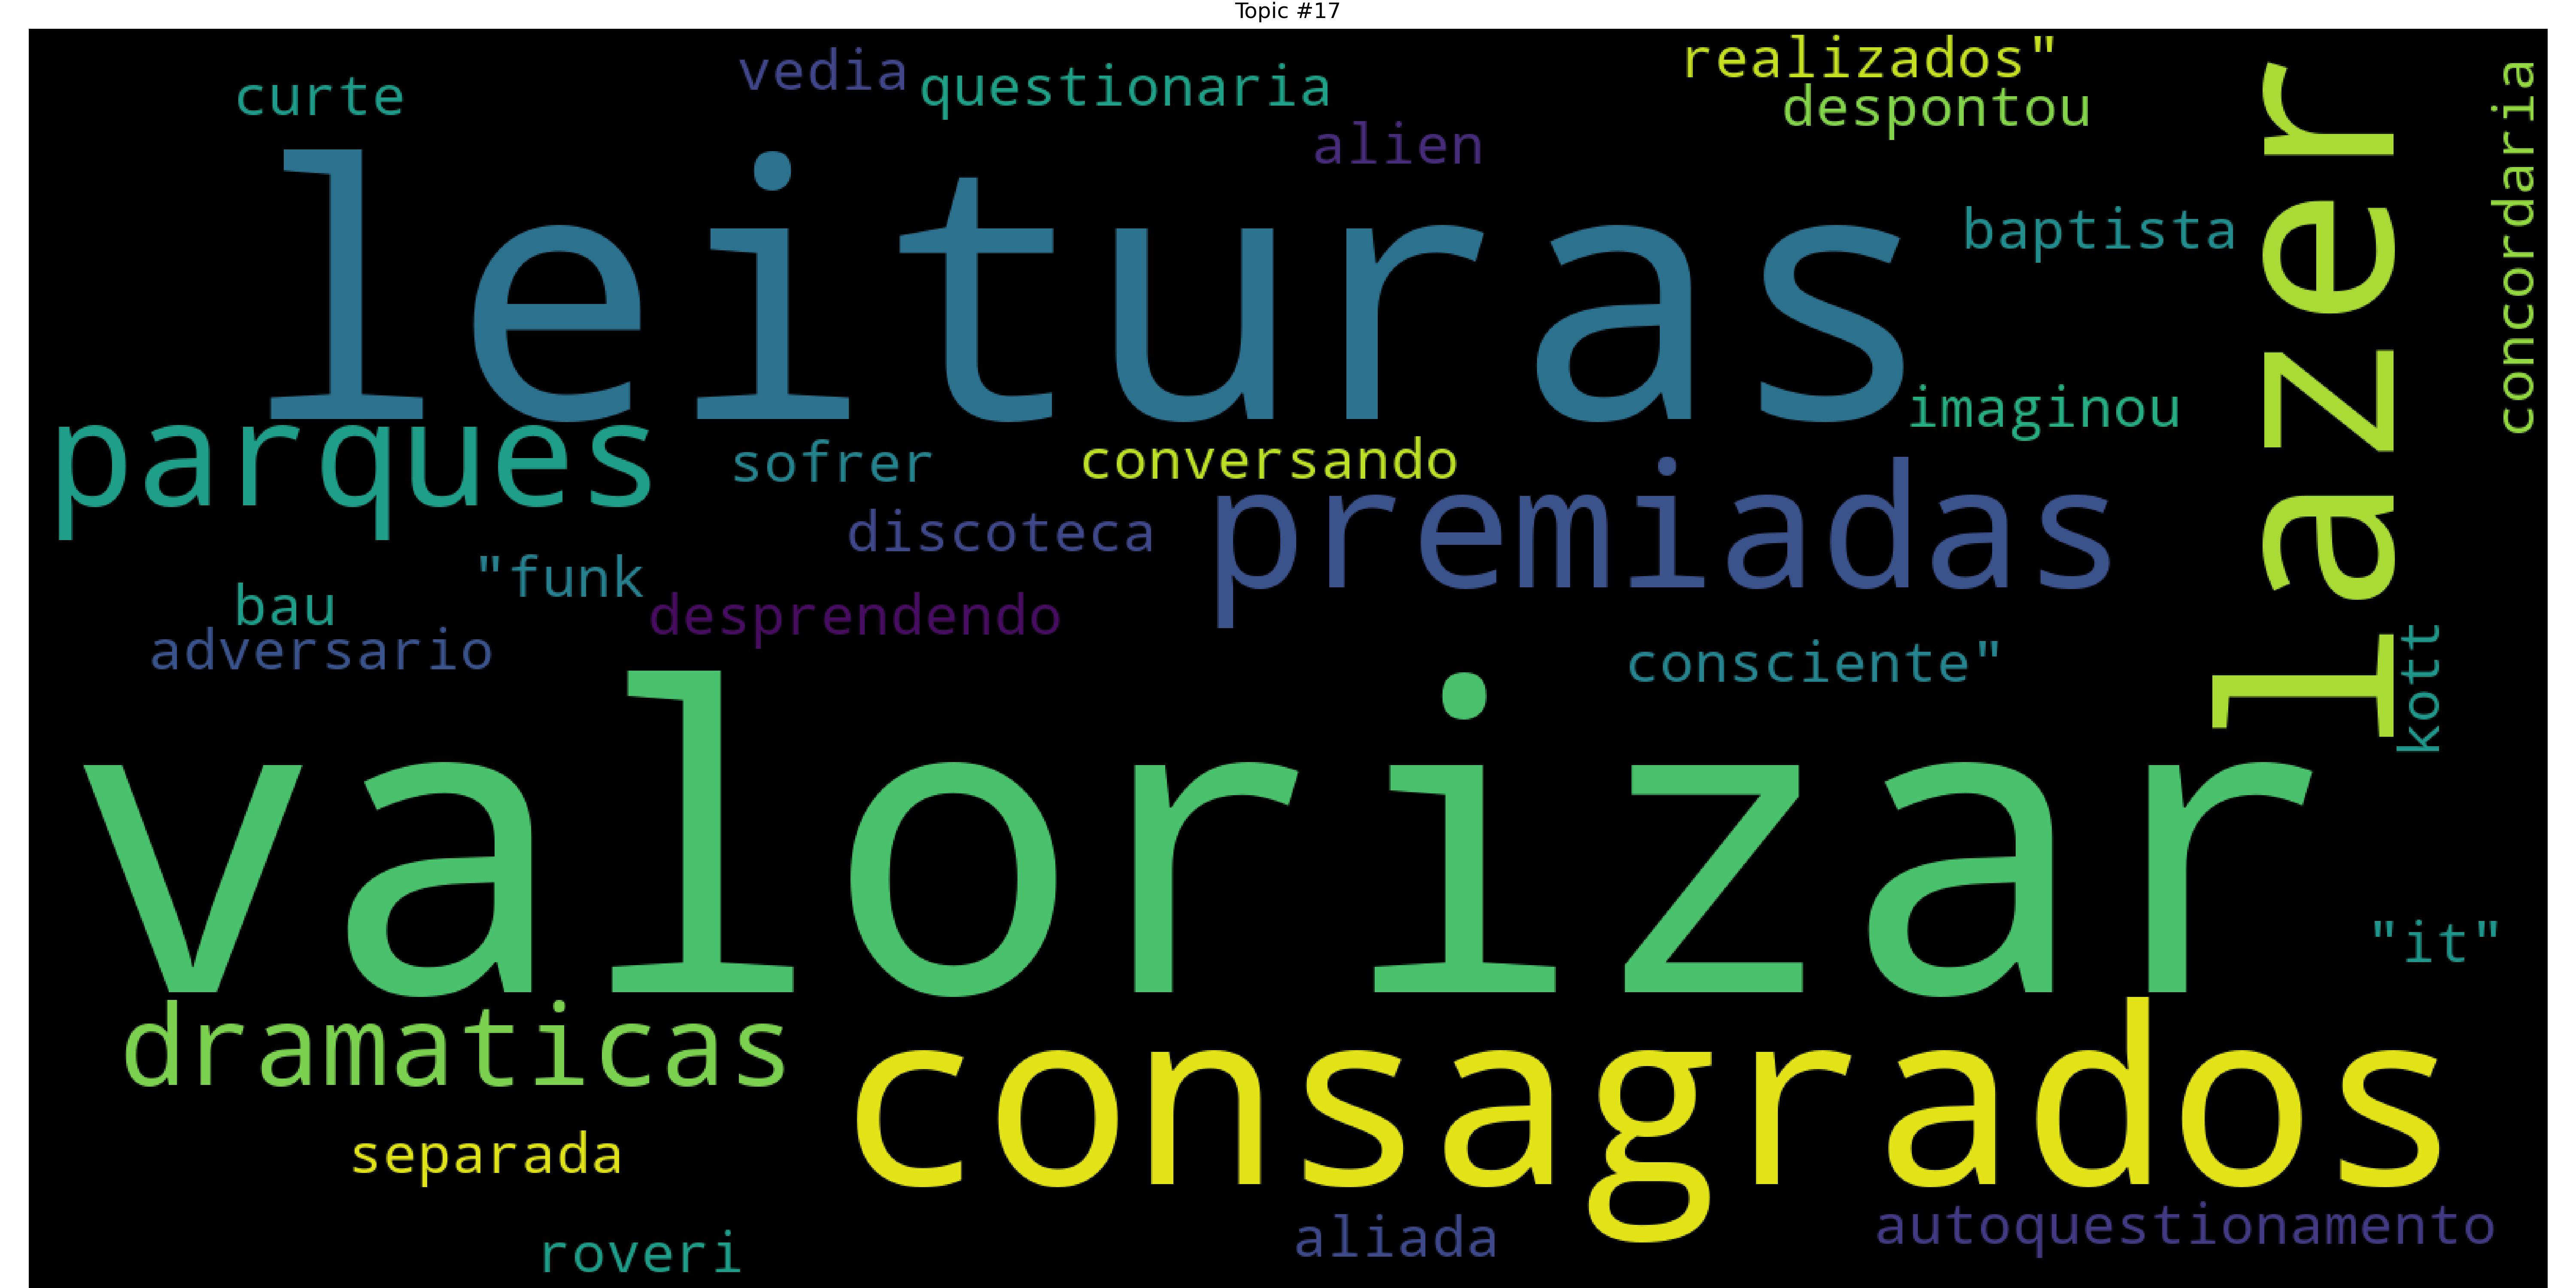 Topic #17
realizados"
vedia
curte
questionaria
despontou
alien
concordaria
leituras
baptista
lazer
imaginou
parques
sofrer
conversando
premiadas
discoteca
"funk
bau
desprendendo
adversario
consciente"
kott
valorizar
"it"
dramaticas
consagrados
separada
aliada
autoquestionamento
roveri